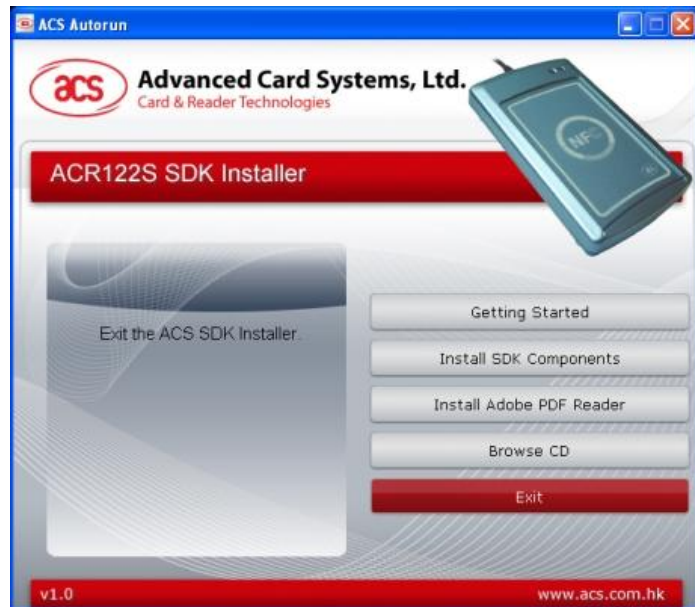 ACS Autorun
acs
Advanced Card Systems, Ltd.
Card & Reader Technologies
NFC
ACR122S SDK Installer
Exit the ACS SDK Installer.
Getting Started
Install SDK Components
Install Adobe PDF Reader
Browse CD
Exit
v1.0
www.acs.com.hk